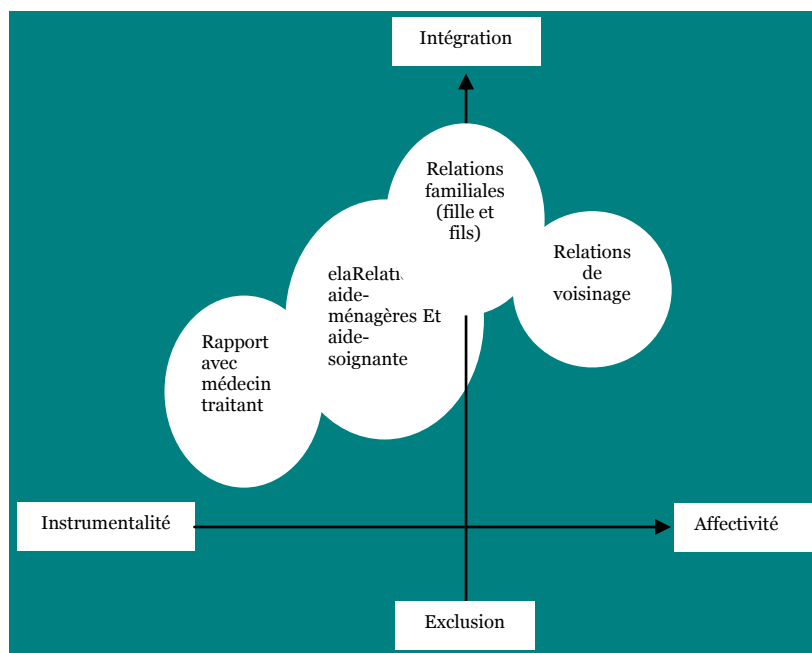 Intégration
Relations
familiales
(fille et
fils)
Relations
de
voisinage
aide-
ménagères Et
aide-
soignante
Rapport
avec
médecin
traitant
Instrumentalité
Affectivité
Exclusion